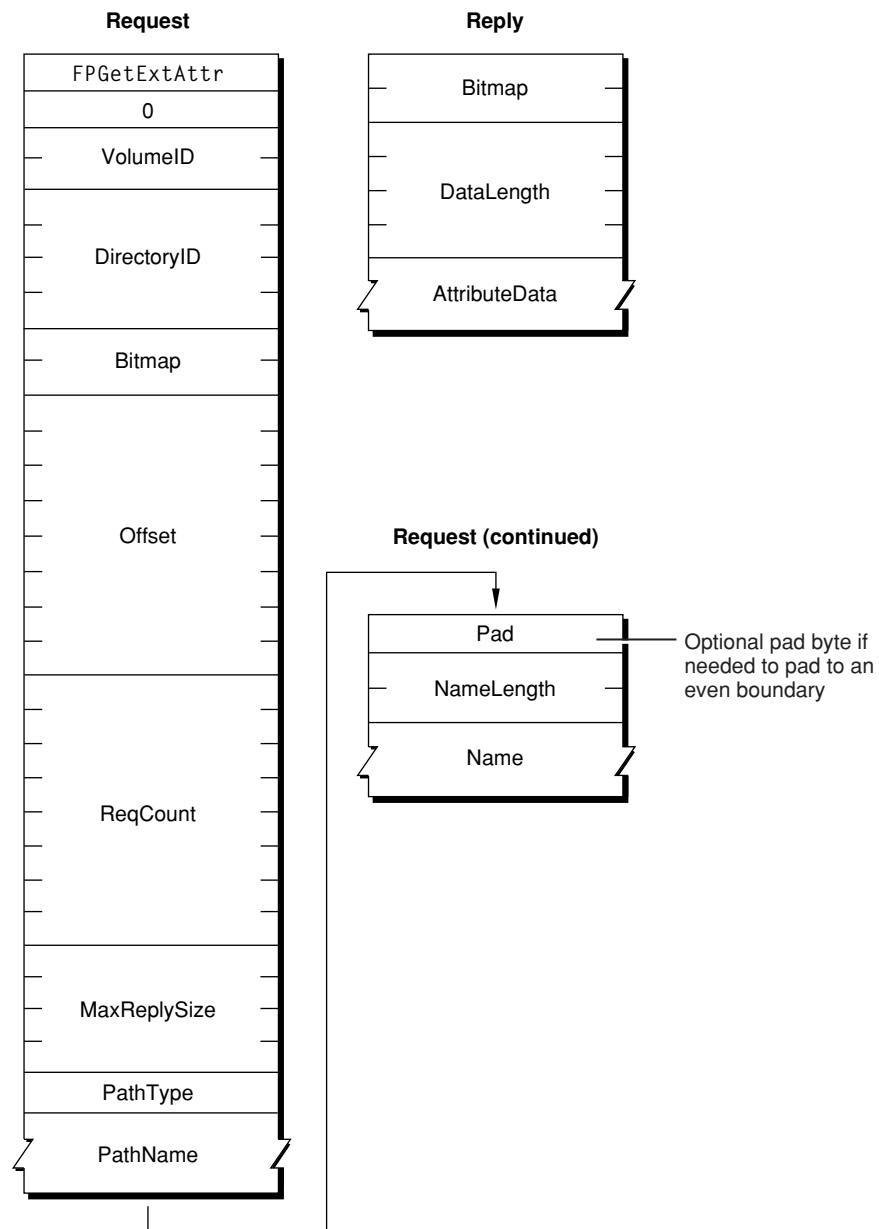 Request
FPGetExtAttr
0
VolumeID
DirectoryID
Bitmap
Offset
ReqCount
MaxReplySize
PathType
PathName
Reply
Bitmap
DataLength
AttributeData
Request (continued)
Pad
NameLength
Name
Optional pad byte if
needed to pad to an
even boundary